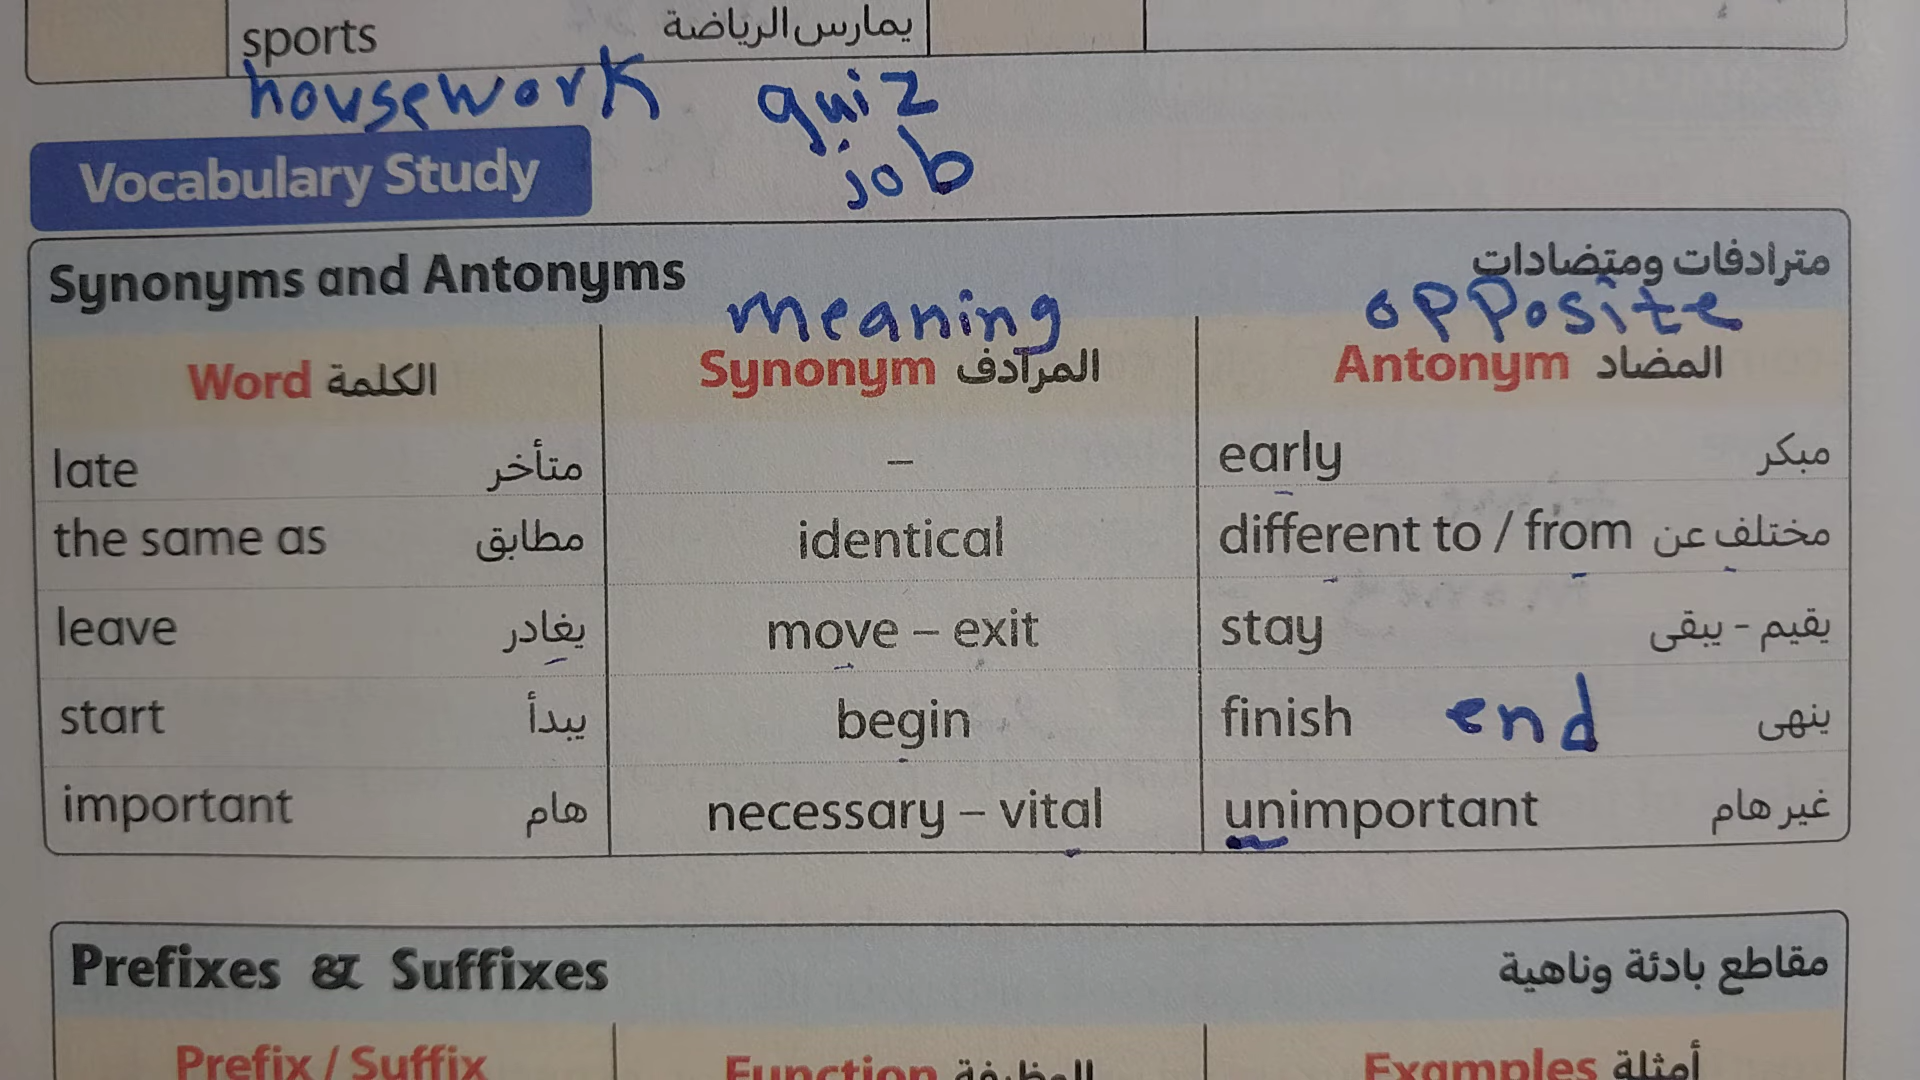 sports يمارس الرياضة
housework quiz
job
Vocabulary Study
Synonyms and Antonyms مترادفات ومتضادات
meaning opposite
Word الكلمة Synonym المرادف Antonym المضاد
late متأخر – early مبكر
the same as مطابق identical different to / from مختلف عن
leave يغادر move – exit stay يقيم - يبقى
start يبدأ begin finish end ينهى
important هام necessary – vital unimportant غير هام
Prefixes & Suffixes مقاطع بادئة وناهية
Prefix / Suffix Function الوظيفة Examples أمثلة